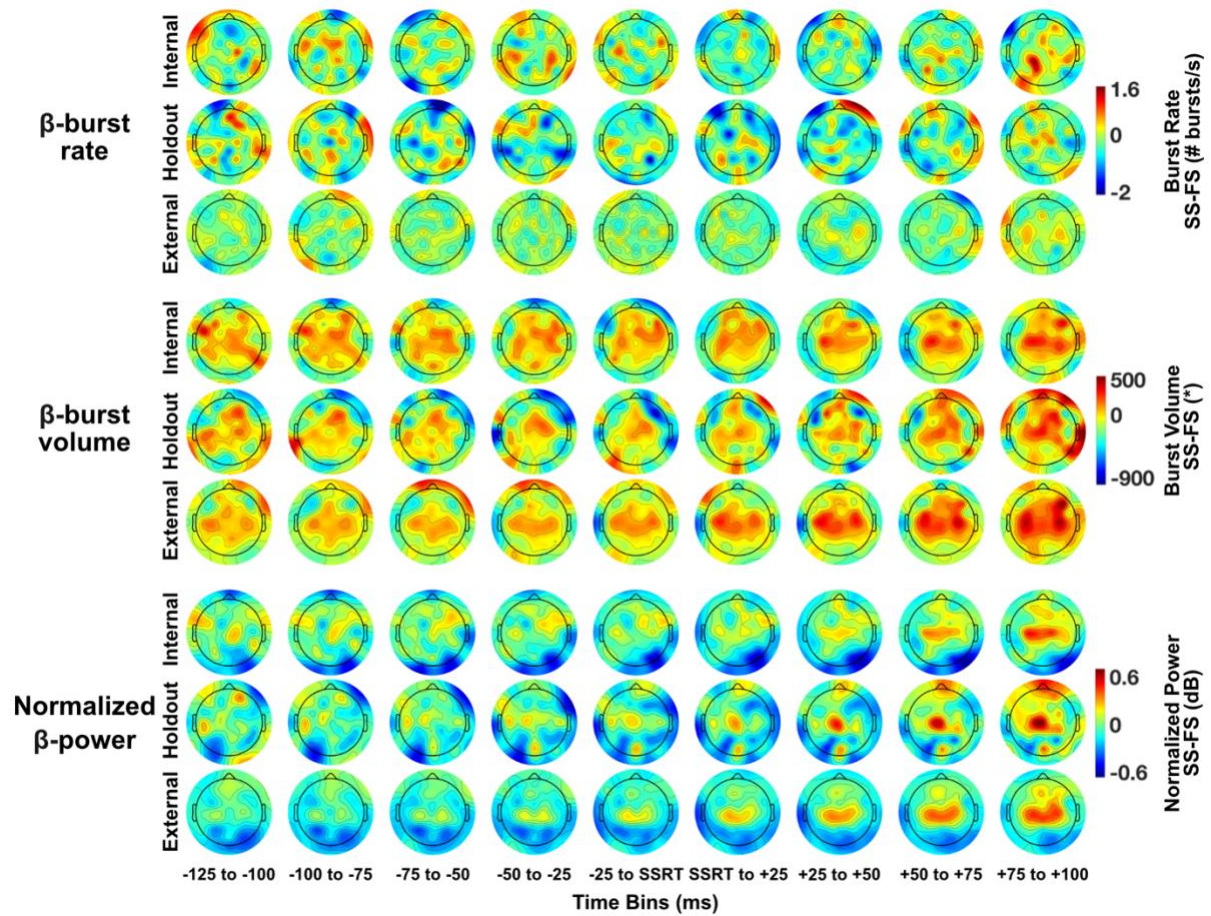 β-burst
rate
Internal
Holdout
External
1.6
0
-2
Burst Rate
SS-FS (# bursts/s)
β-burst
volume
Internal
Holdout
External
500
0
-900
Burst Volume
SS-FS (*)
Normalized
β-power
Internal
Holdout
External
0.6
0
-0.6
Normalized Power
SS-FS (dB)
-125 to -100 -100 to -75 -75 to -50 -50 to -25 -25 to SSRT SSRT to +25 +25 to +50 +50 to +75 +75 to +100
Time Bins (ms)